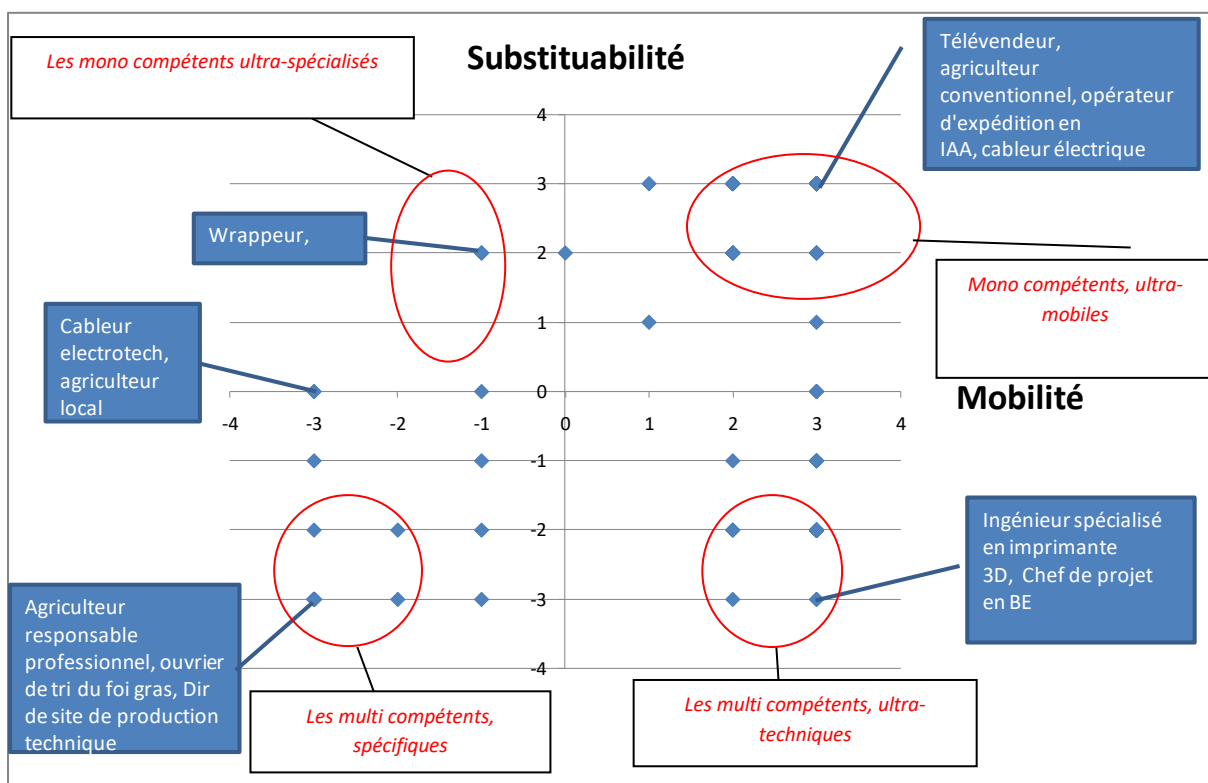 Les mono compétents ultra-spécialisés
Substituabilité
Télévendeur,
agriculteur
conventionnel, opérateur
d'expédition en
IAA, cableur électrique
Wrappeur,
Mono compétents, ultra-
mobiles
Cableur
electrotech,
agriculteur
local
Mobilité
4
3
2
1
0
-1
-2
-3
-4
-4
-3
-2
-1
0
1
2
3
4
Ingénieur spécialisé
en imprimante
3D, Chef de projet
en BE
Agriculteur
responsable
professionnel, ouvrier
de tri du foi gras, Dir
de site de production
technique
Les multi compétents,
spécifiques
Les multi compétents, ultra-
techniques